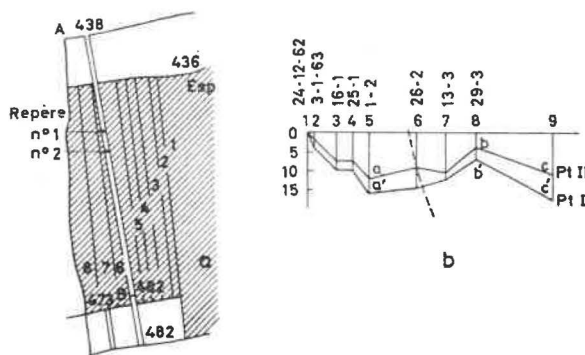 A 438
436
Esp
Repère
n° 1
n° 2
1
2
3
4
5
8 7 6
B 482
473
a
482
24-12-62
3-1-63
16-1
25-1
1-2
26-2
13-3
29-3
1 2 3 4 5 6 7 8 9
0
5
10
15
a
a'
b
b'
c
c'
Pt II
Pt I
b